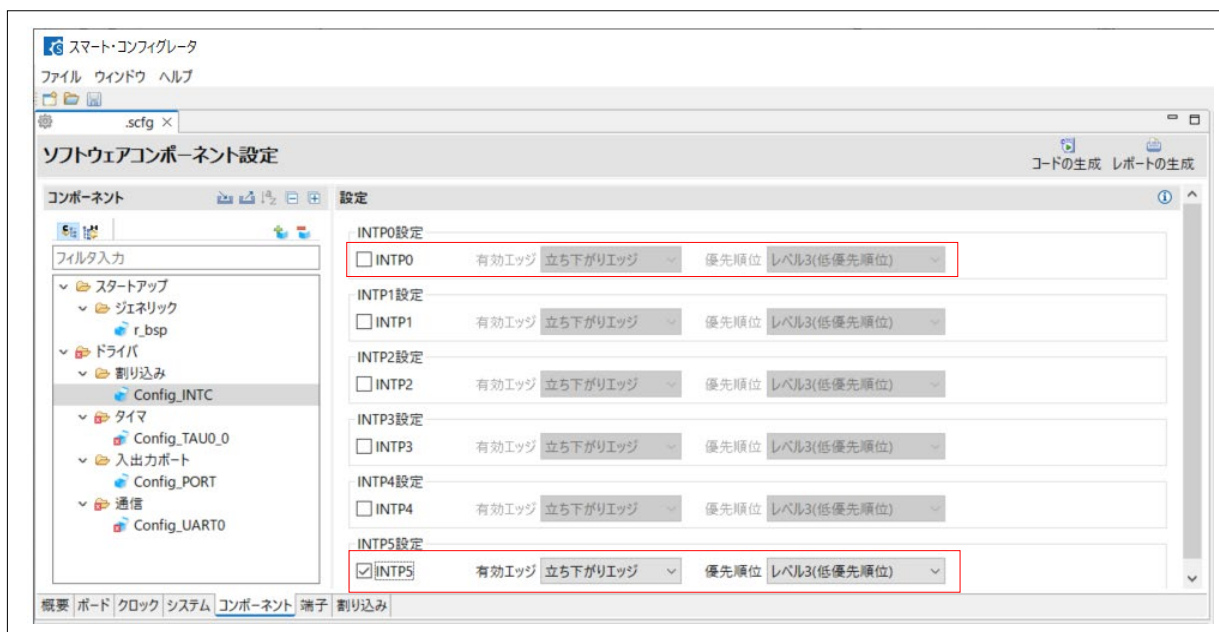 スマート・コンフィグレータ
ファイル ウィンドウ ヘルプ
.scfg ×
ソフトウェアコンポーネント設定
コードの生成 レポートの生成
コンポーネント
設定
フィルタ入力
スタートアップ
ジェネリック
r_bsp
ドライバ
割り込み
Config_INTC
タイマ
Config_TAU0_0
入出力ポート
Config_PORT
通信
Config_UART0
INTP0設定
INTP0 有効エッジ 立ち下がりエッジ 優先順位 レベル3(低優先順位)
INTP1設定
INTP1 有効エッジ 立ち下がりエッジ 優先順位 レベル3(低優先順位)
INTP2設定
INTP2 有効エッジ 立ち下がりエッジ 優先順位 レベル3(低優先順位)
INTP3設定
INTP3 有効エッジ 立ち下がりエッジ 優先順位 レベル3(低優先順位)
INTP4設定
INTP4 有効エッジ 立ち下がりエッジ 優先順位 レベル3(低優先順位)
INTP5設定
INTP5 有効エッジ 立ち下がりエッジ 優先順位 レベル3(低優先順位)
概要 ボード クロック システム コンポーネント 端子 割り込み